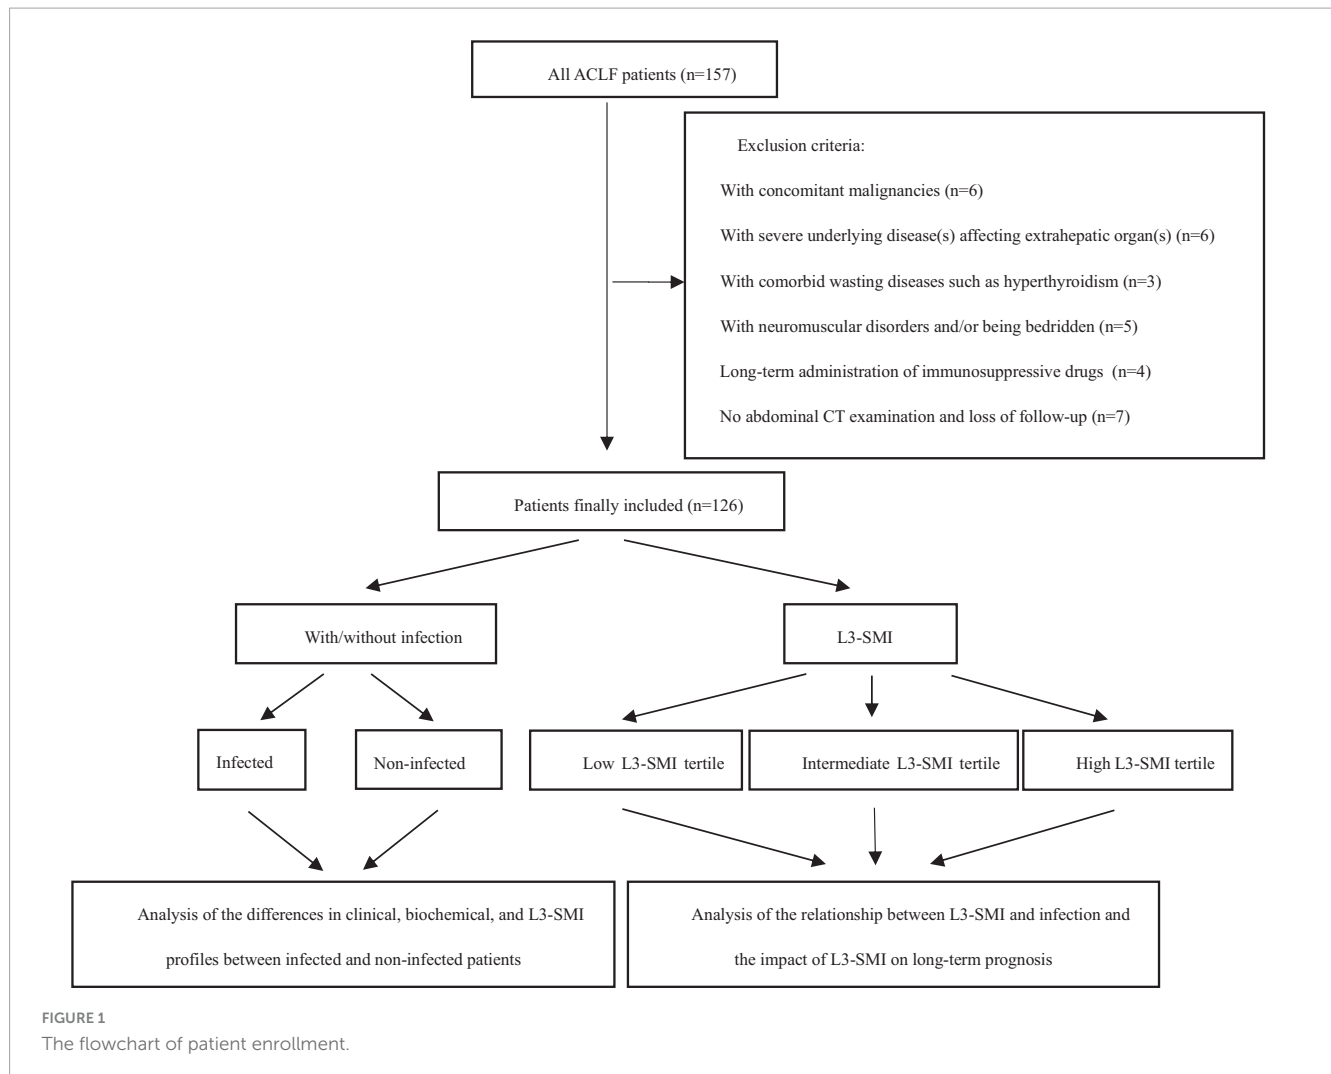 All ACLF patients (n=157)
Exclusion criteria:
With concomitant malignancies (n=6)
With severe underlying disease(s) affecting extrahepatic organ(s) (n=6)
With comorbid wasting diseases such as hyperthyroidism (n=3)
With neuromuscular disorders and/or being bedridden (n=5)
Long-term administration of immunosuppressive drugs (n=4)
No abdominal CT examination and loss of follow-up (n=7)
Patients finally included (n=126)
With/without infection
L3-SMI
Infected
Non-infected
Low L3-SMI tertile
Intermediate L3-SMI tertile
High L3-SMI tertile
Analysis of the differences in clinical, biochemical, and L3-SMI
profiles between infected and non-infected patients
Analysis of the relationship between L3-SMI and infection and
the impact of L3-SMI on long-term prognosis
FIGURE 1
The flowchart of patient enrollment.